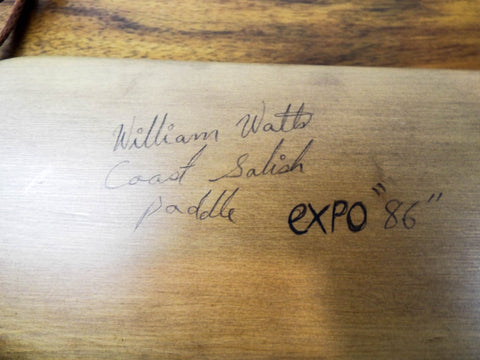 William Watts
Coast Salish
paddle expo "86"